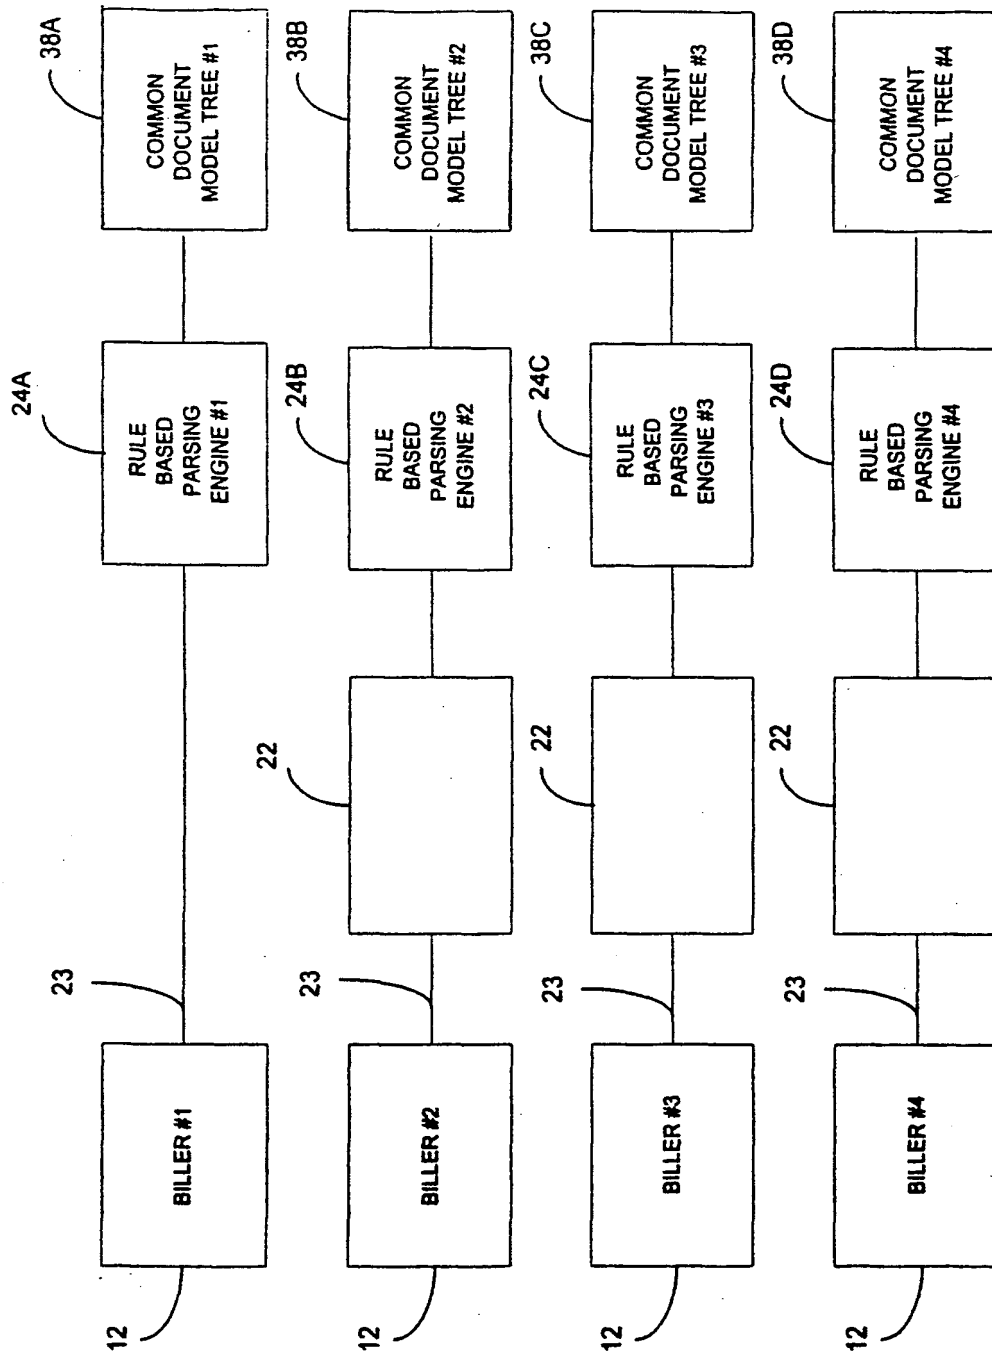 12
BILLER #1
23
24A
RULE
BASED
PARSING
ENGINE #1
38A
COMMON
DOCUMENT
MODEL TREE #1
12
BILLER #2
23
22
24B
RULE
BASED
PARSING
ENGINE #2
38B
COMMON
DOCUMENT
MODEL TREE #2
12
BILLER #3
23
22
24C
RULE
BASED
PARSING
ENGINE #3
38C
COMMON
DOCUMENT
MODEL TREE #3
12
BILLER #4
23
22
24D
RULE
BASED
PARSING
ENGINE #4
38D
COMMON
DOCUMENT
MODEL TREE #4